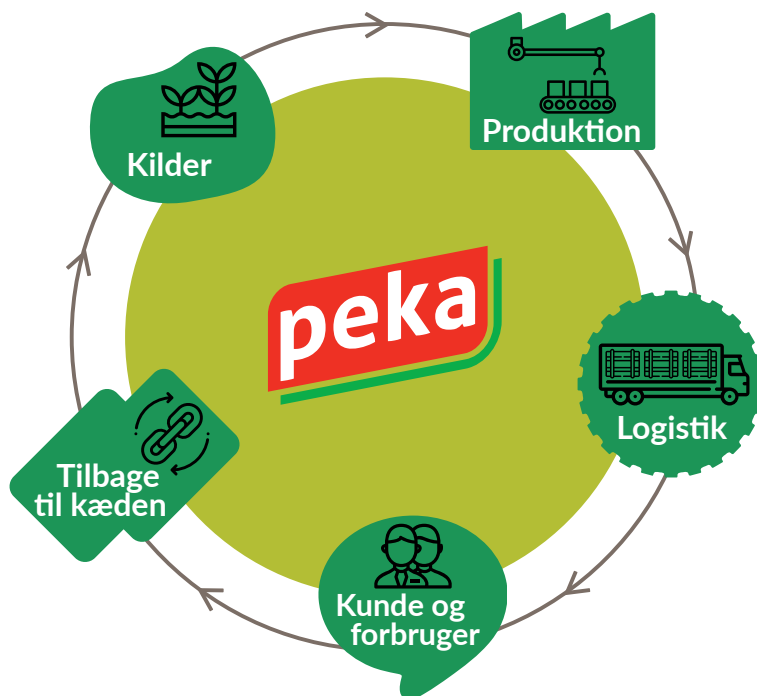 Kilder
Produktion
peka
Logistik
Tilbage
til kæden
Kunde og
forbruger